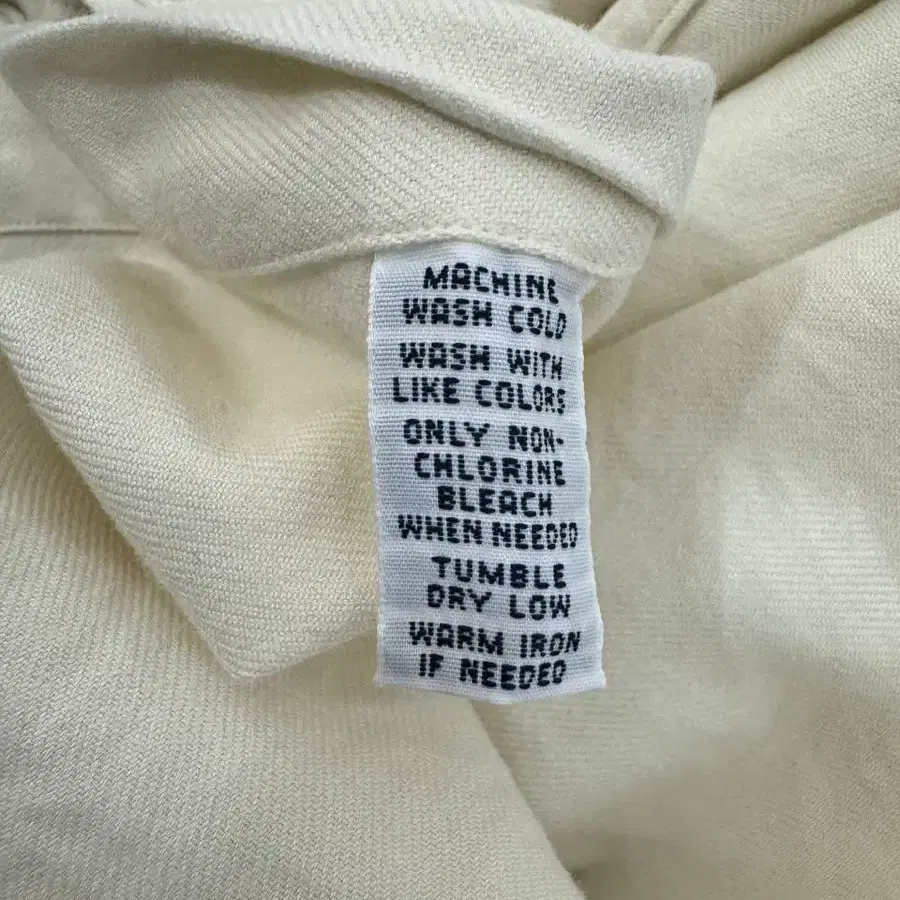 MACHINE
WASH COLD
WASH WITH
LIKE COLORS
ONLY NON-
CHLORINE
BLEACH
WHEN NEEDED
TUMBLE
DRY LOW
WARM IRON
IF NEEDED